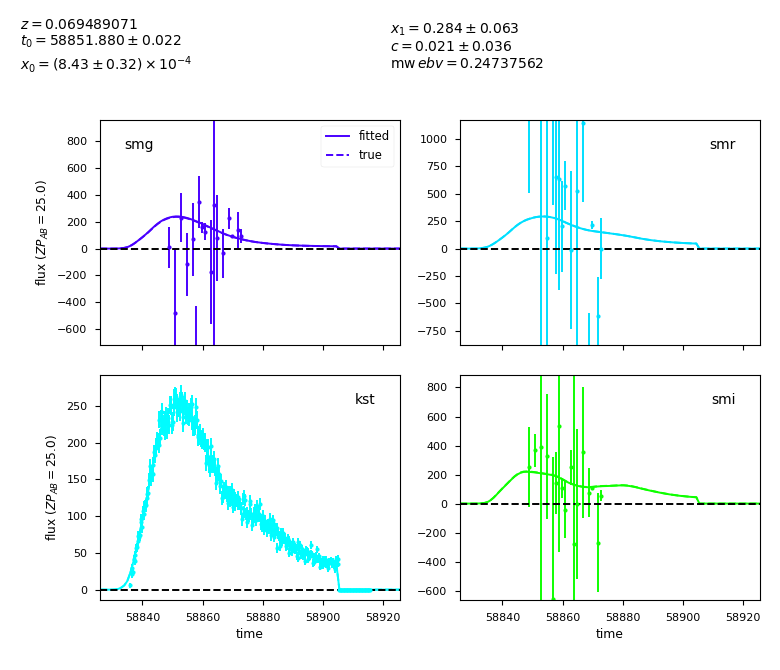 z = 0.069489071
t₀ = 58851.880 ± 0.022
x₀ = (8.43 ± 0.32) × 10⁻⁴
x₁ = 0.284 ± 0.063
c = 0.021 ± 0.036
mw ebv = 0.24737562
smg
fitted
true
800
600
400
200
0
−200
−400
−600
flux (ZP_AB = 25.0)
smr
1000
750
500
250
0
−250
−500
−750
kst
250
200
150
100
50
0
flux (ZP_AB = 25.0)
58840
58860
58880
58900
58920
time
smi
800
600
400
200
0
−200
−400
−600
58840
58860
58880
58900
58920
time